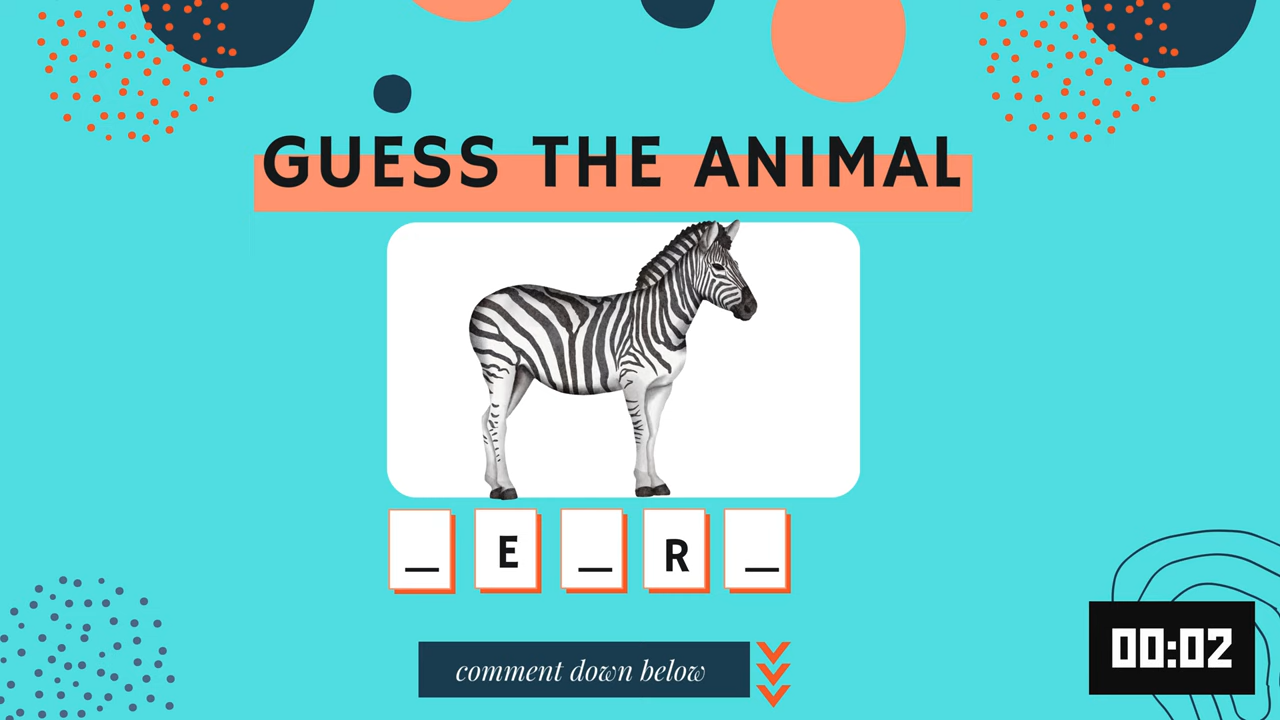 GUESS THE ANIMAL
_ E _ R _
comment down below
00:02